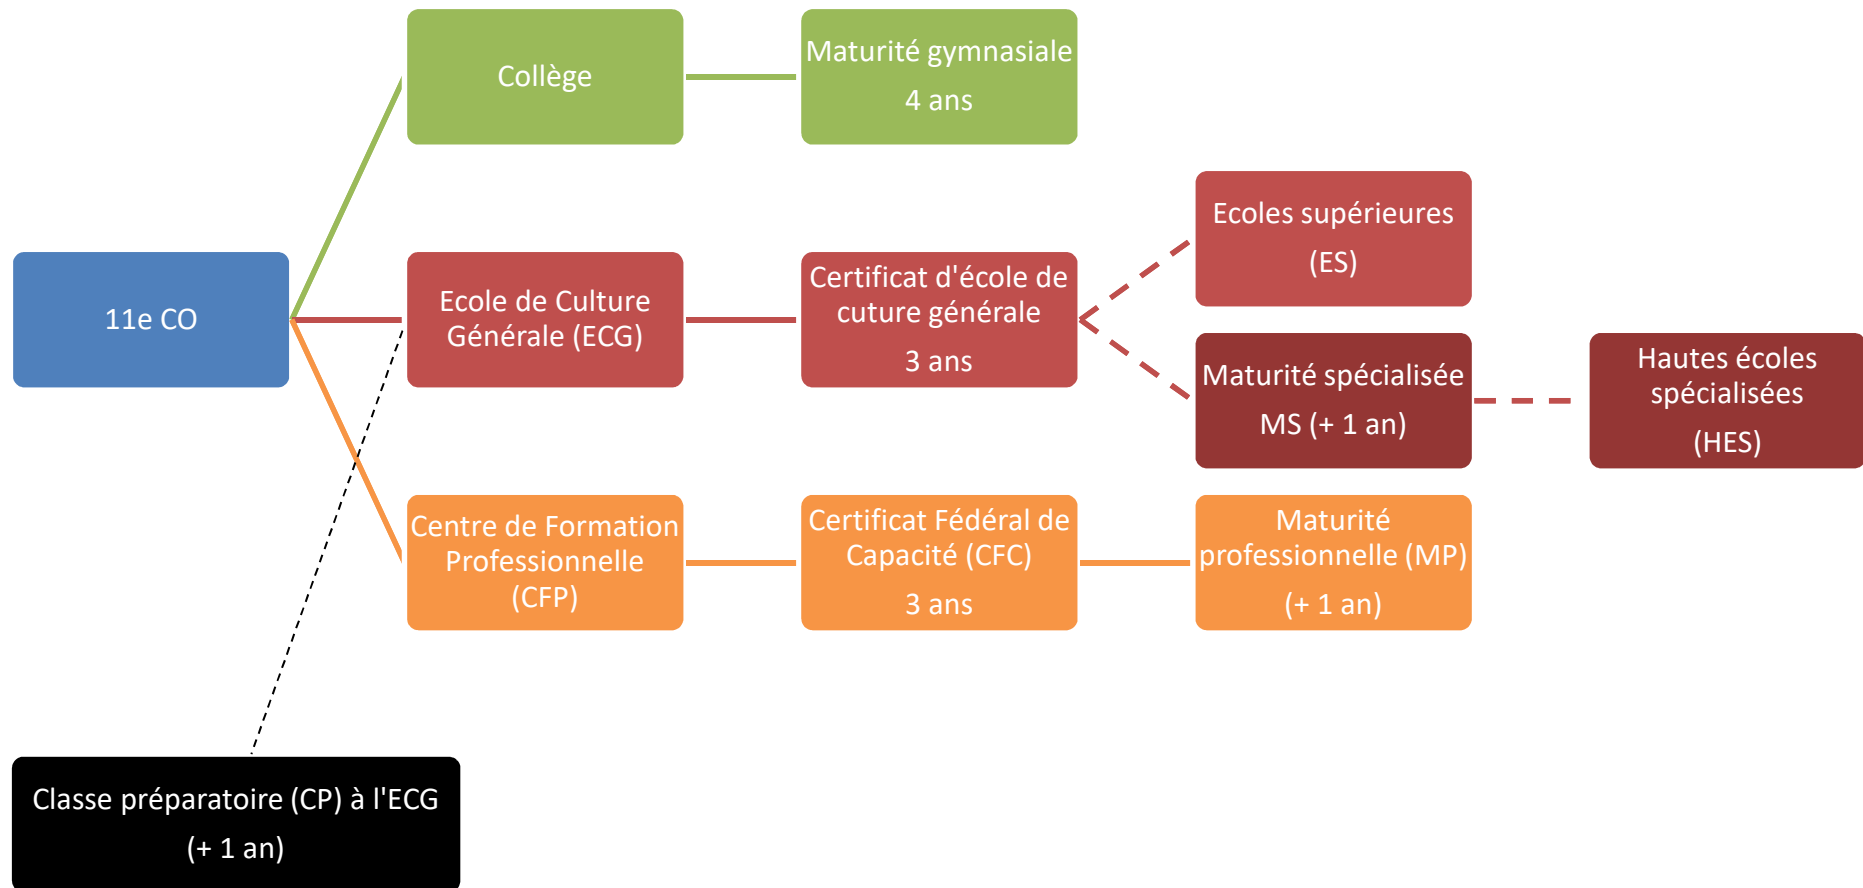 Collège
Maturité gymnasiale
4 ans
Ecoles supérieures
(ES)
11e CO
Ecole de Culture
Générale (ECG)
Certificat d'école de
cuture générale
3 ans
Maturité spécialisée
MS (+ 1 an)
Hautes écoles
spécialisées
(HES)
Centre de Formation
Professionnelle
(CFP)
Certificat Fédéral de
Capacité (CFC)
3 ans
Maturité
professionnelle (MP)
(+ 1 an)
Classe préparatoire (CP) à l'ECG
(+ 1 an)